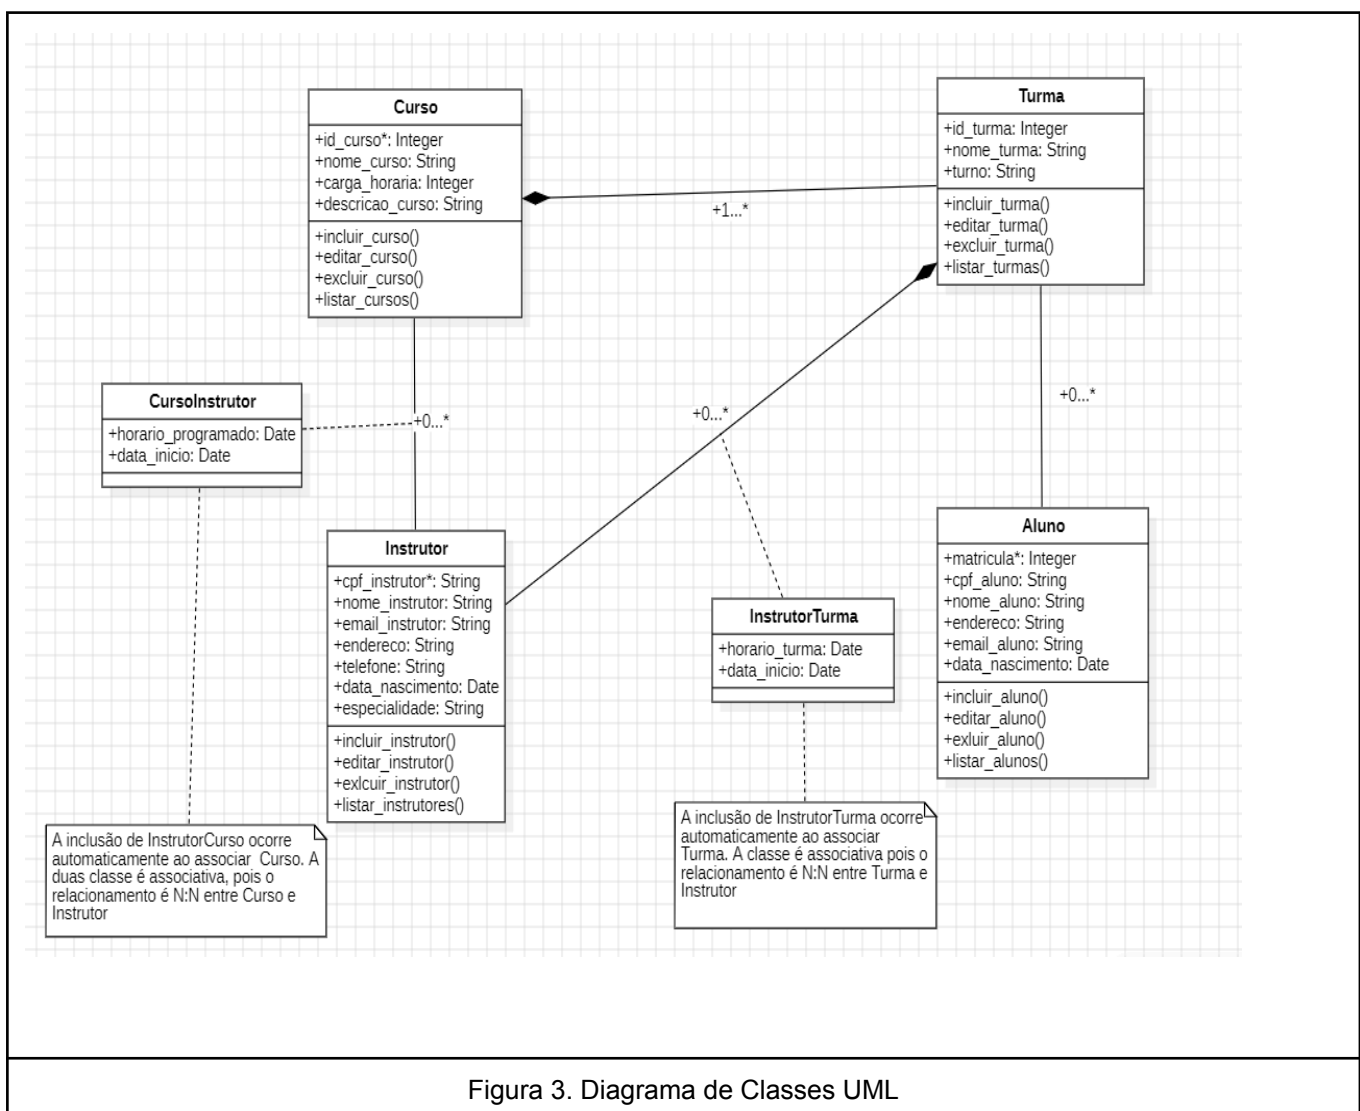 Curso
+id_curso*: Integer
+nome_curso: String
+carga_horaria: Integer
+descricao_curso: String
+incluir_curso()
+editar_curso()
+excluir_curso()
+listar_cursos()
Turma
+id_turma: Integer
+nome_turma: String
+turno: String
+incluir_turma()
+editar_turma()
+excluir_turma()
+listar_turmas()
+1...*
CursoInstrutor
+horario_programado: Date
+data_inicio: Date
+0...*
+0...*
+0...*
Instrutor
+cpf_instrutor*: String
+nome_instrutor: String
+email_instrutor: String
+endereco: String
+telefone: String
+data_nascimento: Date
+especialidade: String
+incluir_instrutor()
+editar_instrutor()
+exlcuir_instrutor()
+listar_instrutores()
InstrutorTurma
+horario_turma: Date
+data_inicio: Date
Aluno
+matricula*: Integer
+cpf_aluno: String
+nome_aluno: String
+endereco: String
+email_aluno: String
+data_nascimento: Date
+incluir_aluno()
+editar_aluno()
+exluir_aluno()
+listar_alunos()
A inclusão de InstrutorCurso ocorre
automaticamente ao associar Curso. A
duas classe é associativa, pois o
relacionamento é N:N entre Curso e
Instrutor
A inclusão de InstrutorTurma ocorre
automaticamente ao associar
Turma. A classe é associativa pois o
relacionamento é N:N entre Turma e
Instrutor
Figura 3. Diagrama de Classes UML